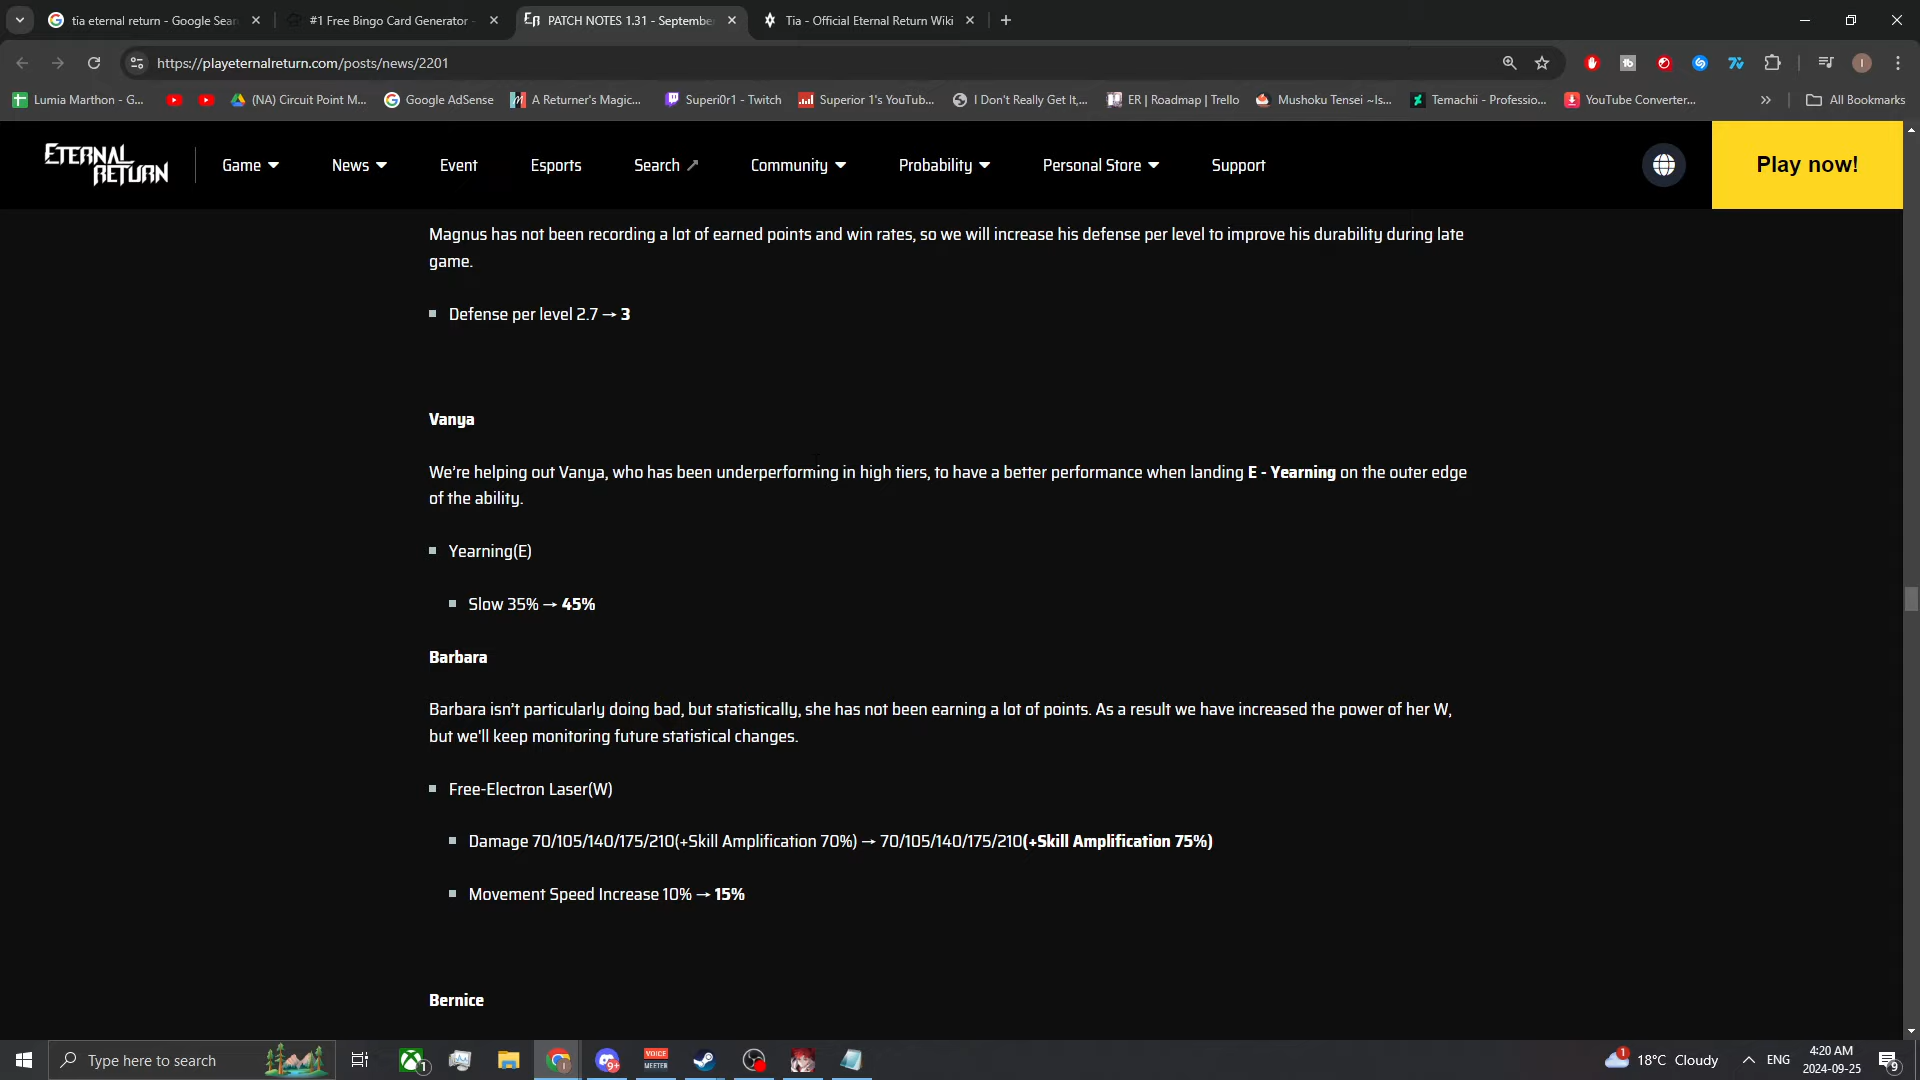 tia eternal return - Google Sear
#1 Free Bingo Card Generator -
PATCH NOTES 1.31 - September
Tia - Official Eternal Return Wiki
https://playeternalreturn.com/posts/news/2201
Lumia Marthon - G...
(NA) Circuit Point M...
Google AdSense
A Returner's Magic...
Superi0r1 - Twitch
Superior 1's YouTub...
I Don't Really Get It,...
ER | Roadmap | Trello
Mushoku Tensei ~Is...
Temachii - Professio...
YouTube Converter...
All Bookmarks
ETERNAL RETURN
Game
News
Event
Esports
Search
Community
Probability
Personal Store
Support
Play now!
Magnus has not been recording a lot of earned points and win rates, so we will increase his defense per level to improve his durability during late
game.
Defense per level 2.7 → 3
Vanya
We're helping out Vanya, who has been underperforming in high tiers, to have a better performance when landing E - Yearning on the outer edge
of the ability.
Yearning(E)
Slow 35% → 45%
Barbara
Barbara isn't particularly doing bad, but statistically, she has not been earning a lot of points. As a result we have increased the power of her W,
but we'll keep monitoring future statistical changes.
Free-Electron Laser(W)
Damage 70/105/140/175/210(+Skill Amplification 70%) → 70/105/140/175/210(+Skill Amplification 75%)
Movement Speed Increase 10% → 15%
Bernice
Type here to search
1
9+
VOICE
MEETER
1
18°C Cloudy
ENG
4:20 AM
2024-09-25
9